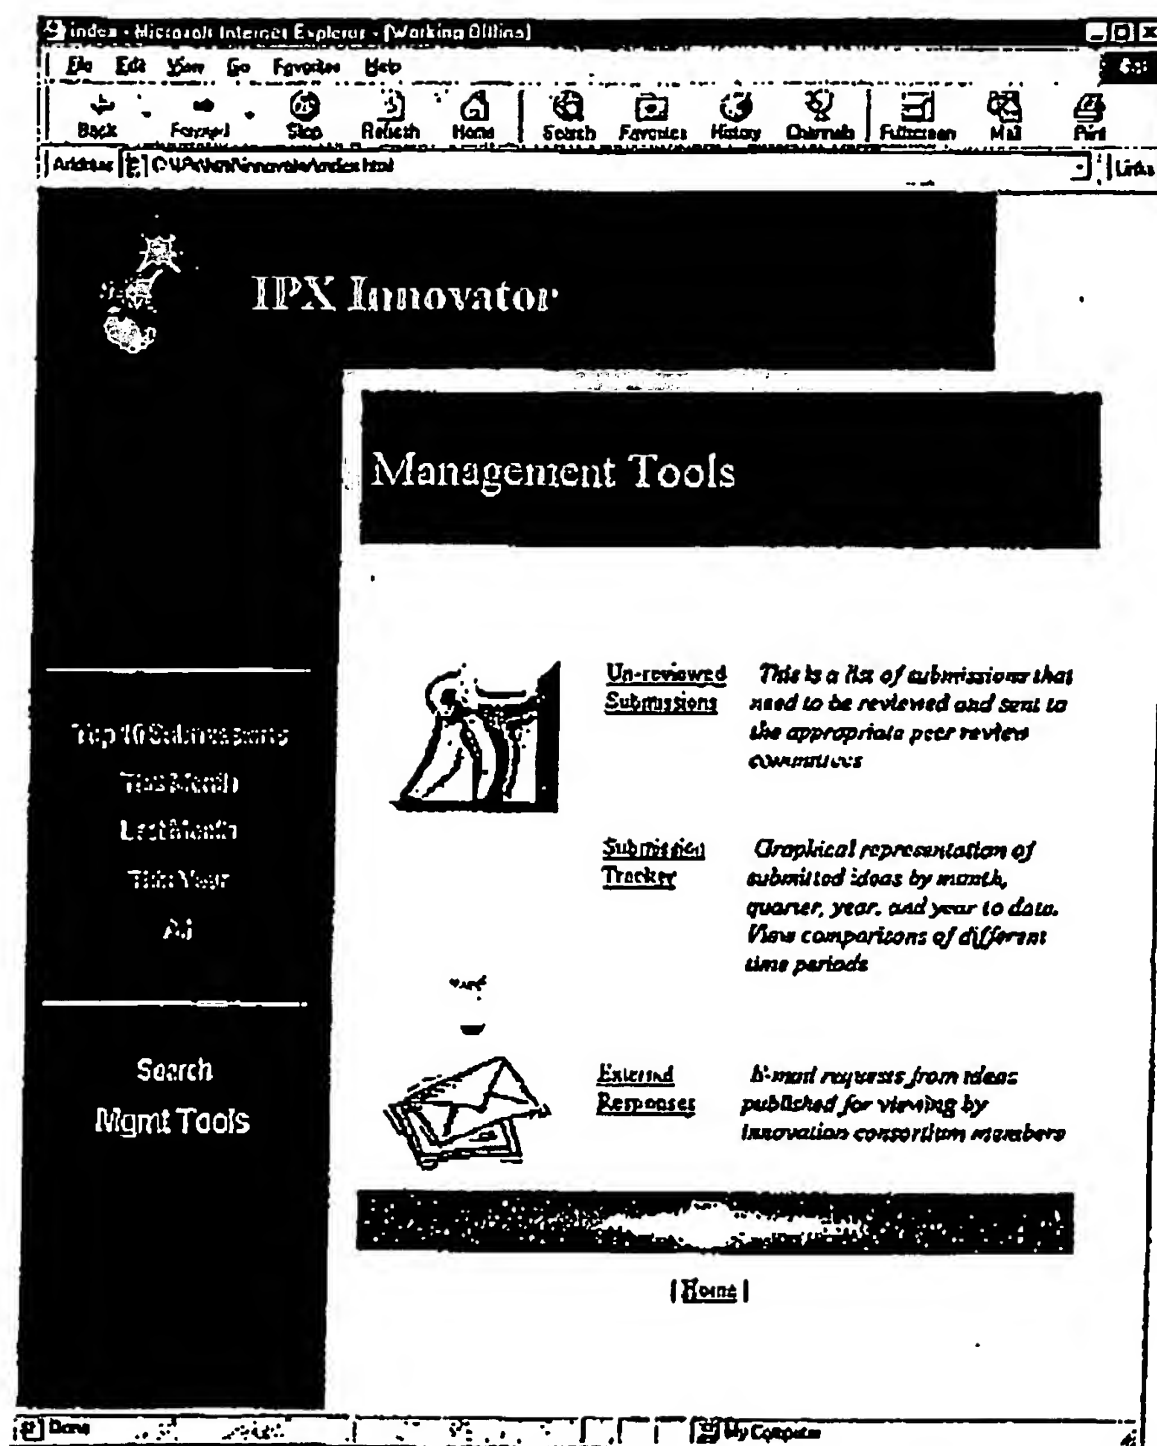 index - Microsoft Internet Explorer - [Working Offline]
File Edit View Go Favorites Help
Back Forward Stop Refresh Home Search Favorites History Channels Fullscreen Mail Print
Address Links
IPX Innovator
Management Tools
Un-reviewed This is a list of submissions that
Submissions need to be reviewed and sent to
the appropriate peer review
committees
Top 10 Submissions
This Month
Last Month
This Year
All
Submission Graphical representation of
Tracker submitted ideas by month,
quarter, year, and year to data.
View comparisons of different
time periods
Search
Mgmt Tools
External E-mail requests from ideas
Responses published for viewing by
Innovation consortium members
| Home |
Done My Computer